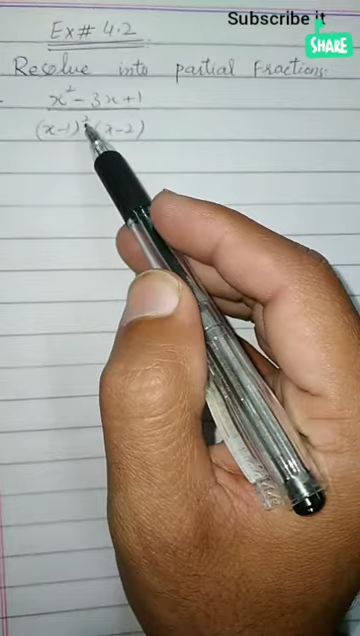 Subscribe it
SHARE
Ex# 4.2
Resolve into partial fractions:
x² - 3x + 1
(x-1)² (x-2)